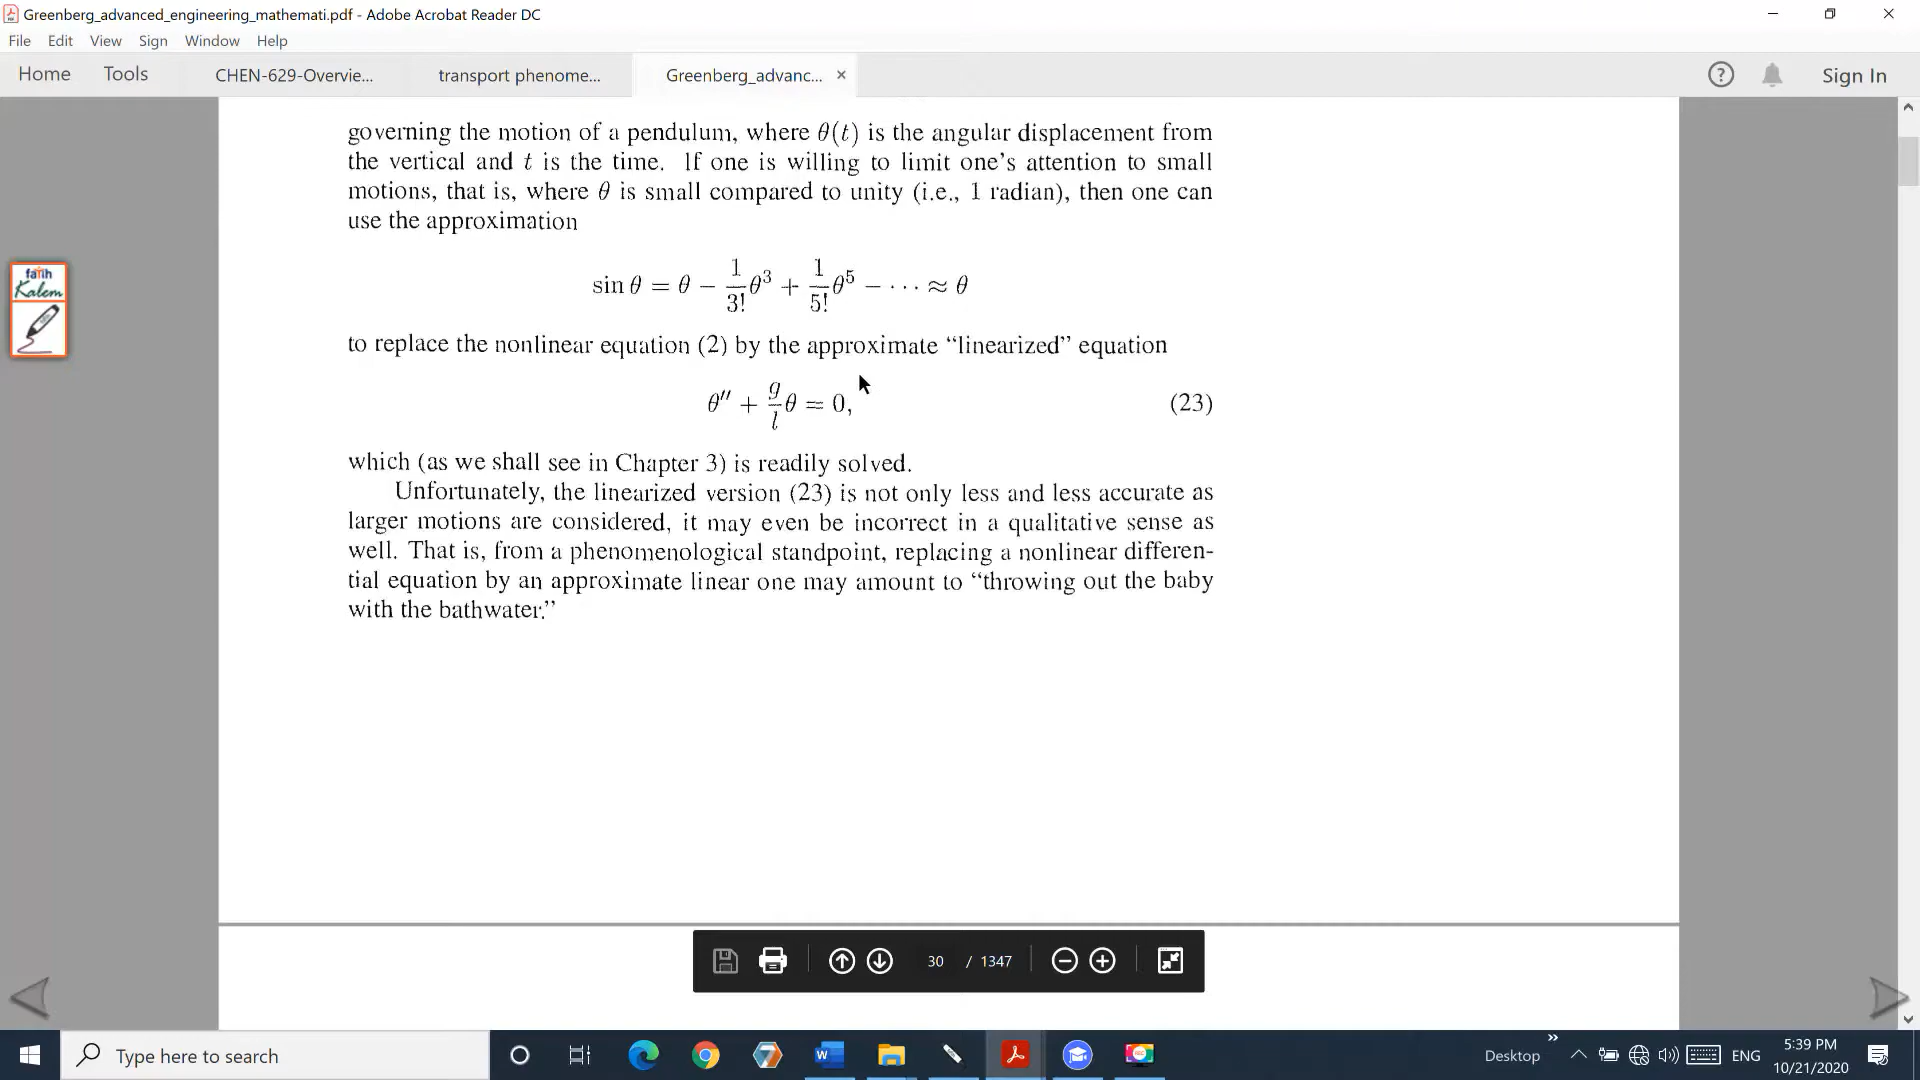 Greenberg_advanced_engineering_mathemati.pdf - Adobe Acrobat Reader DC
File Edit View Sign Window Help
Home Tools CHEN-629-Overvie... transport phenome... Greenberg_advanc... × ? Sign In
governing the motion of a pendulum, where θ(t) is the angular displacement from
the vertical and t is the time. If one is willing to limit one's attention to small
motions, that is, where θ is small compared to unity (i.e., 1 radian), then one can
use the approximation
sin θ = θ − 1/3! θ³ + 1/5! θ⁵ − ··· ≈ θ
fatih
Kalem
to replace the nonlinear equation (2) by the approximate “linearized” equation
θ″ + g/l θ = 0, (23)
which (as we shall see in Chapter 3) is readily solved.
Unfortunately, the linearized version (23) is not only less and less accurate as
larger motions are considered, it may even be incorrect in a qualitative sense as
well. That is, from a phenomenological standpoint, replacing a nonlinear differen-
tial equation by an approximate linear one may amount to “throwing out the baby
with the bathwater.”
30 / 1347
Type here to search
Desktop » ENG
5:39 PM
10/21/2020